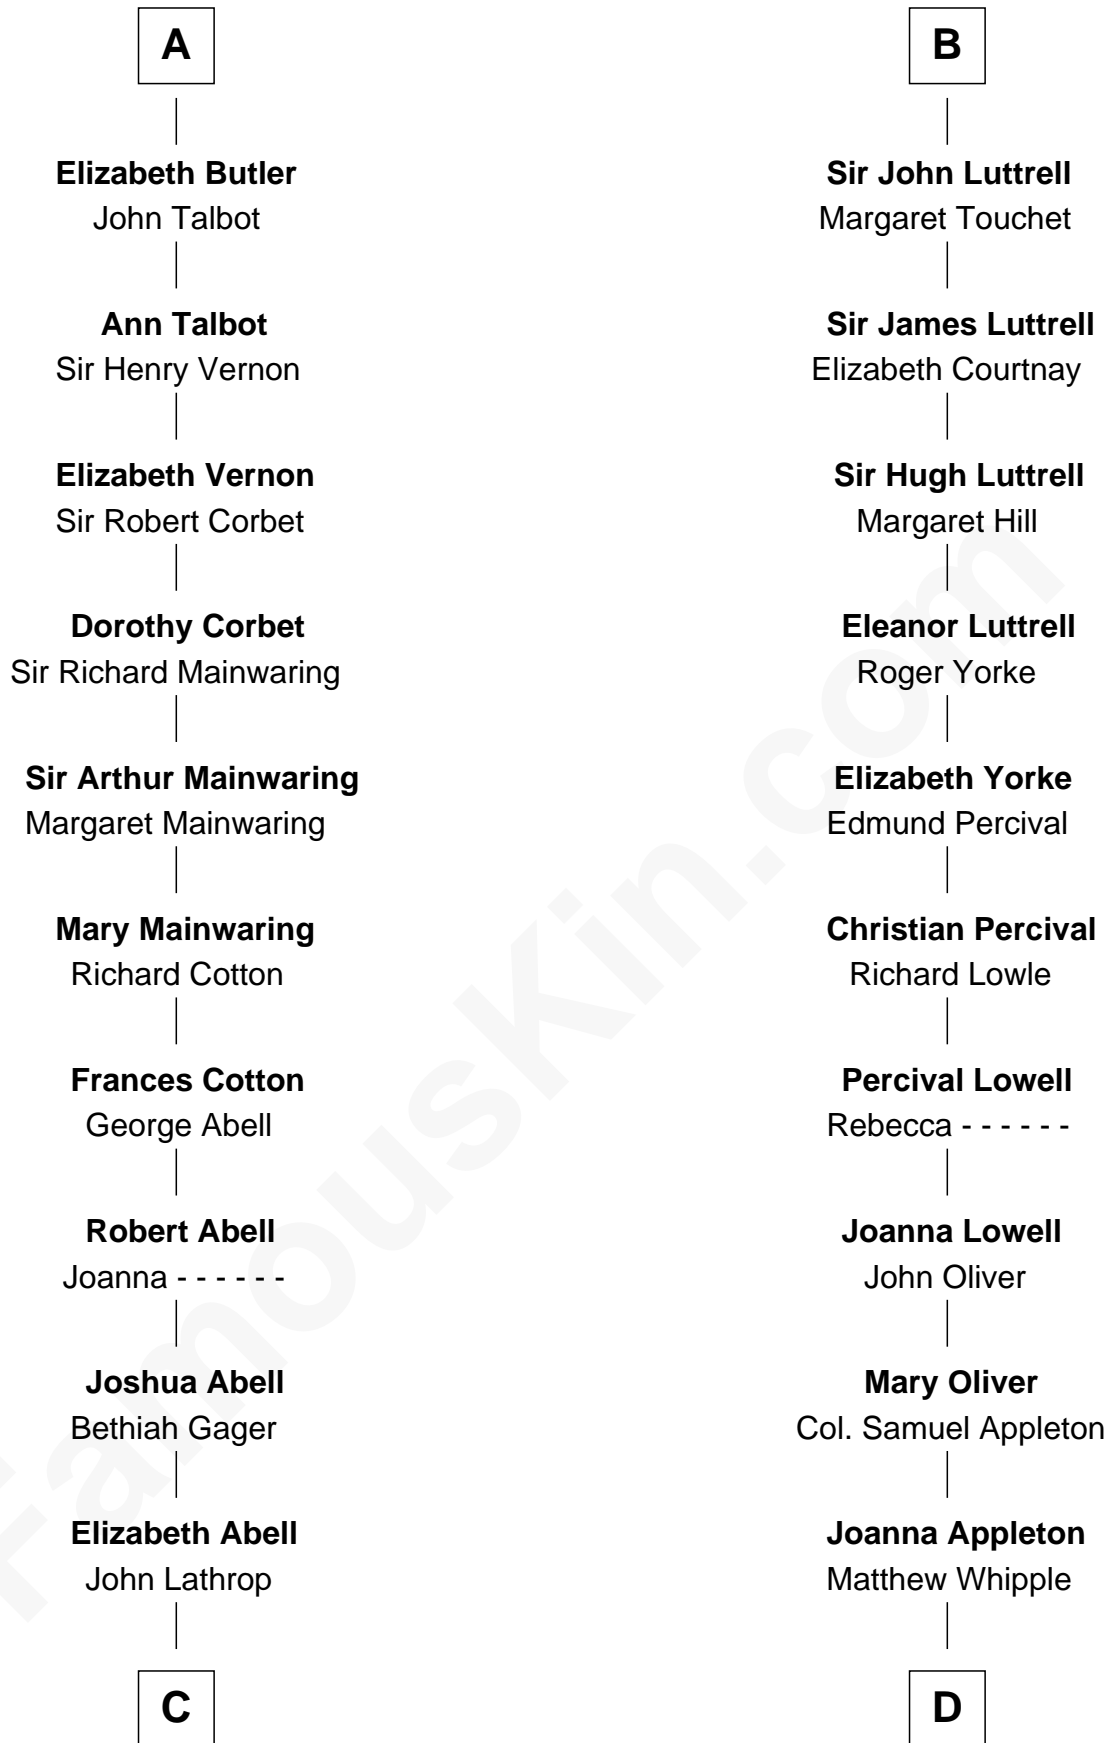 A
Elizabeth Butler
John Talbot
Ann Talbot
Sir Henry Vernon
Elizabeth Vernon
Sir Robert Corbet
Dorothy Corbet
Sir Richard Mainwaring
Sir Arthur Mainwaring
Margaret Mainwaring
Mary Mainwaring
Richard Cotton
Frances Cotton
George Abell
Robert Abell
Joanna - - - - - -
Joshua Abell
Bethiah Gager
Elizabeth Abell
John Lathrop
C
B
Sir John Luttrell
Margaret Touchet
Sir James Luttrell
Elizabeth Courtnay
Sir Hugh Luttrell
Margaret Hill
Eleanor Luttrell
Roger Yorke
Elizabeth Yorke
Edmund Percival
Christian Percival
Richard Lowle
Percival Lowell
Rebecca - - - - - -
Joanna Lowell
John Oliver
Mary Oliver
Col. Samuel Appleton
Joanna Appleton
Matthew Whipple
D
FamousKin.com